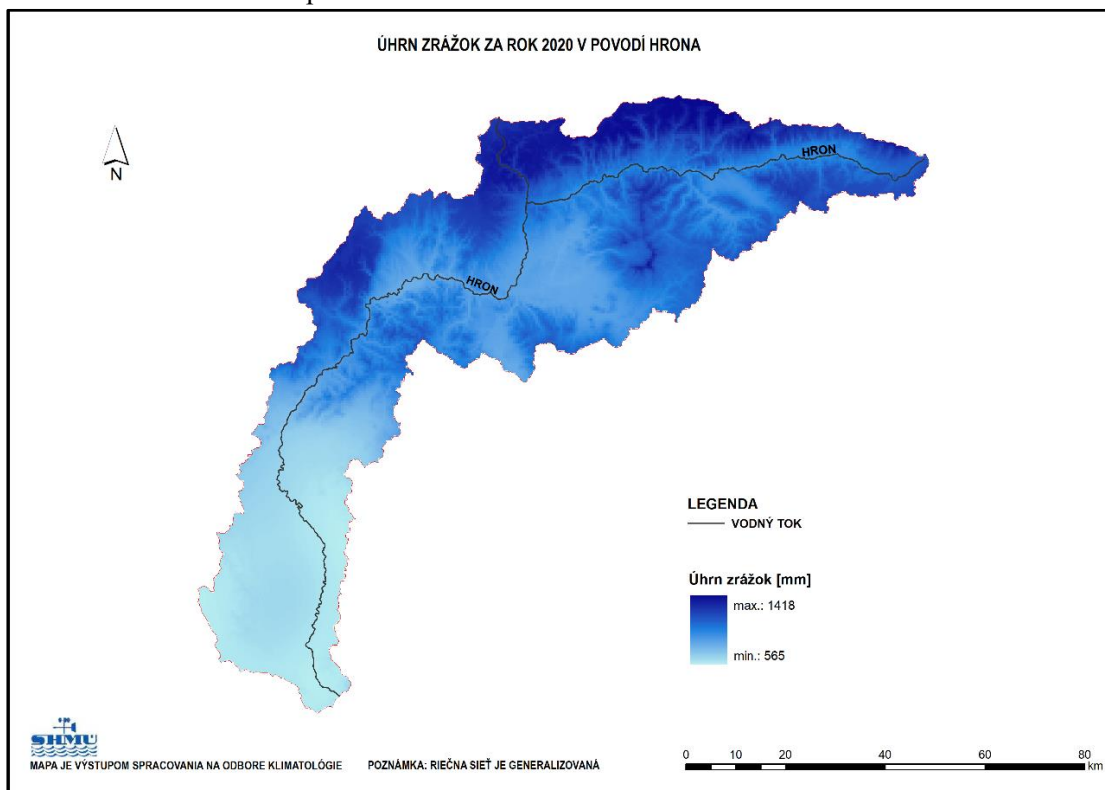 ÚHRN ZRÁŽOK ZA ROK 2020 V POVODÍ HRONA
N
HRON
HRON
LEGENDA
VODNÝ TOK
Úhrn zrážok [mm]
max.: 1418
min.: 565
SHMÚ
MAPA JE VÝSTUPOM SPRACOVANIA NA ODBORE KLIMATOLÓGIE POZNÁMKA: RIEČNA SIEŤ JE GENERALIZOVANÁ
0 10 20 40 60 80
km